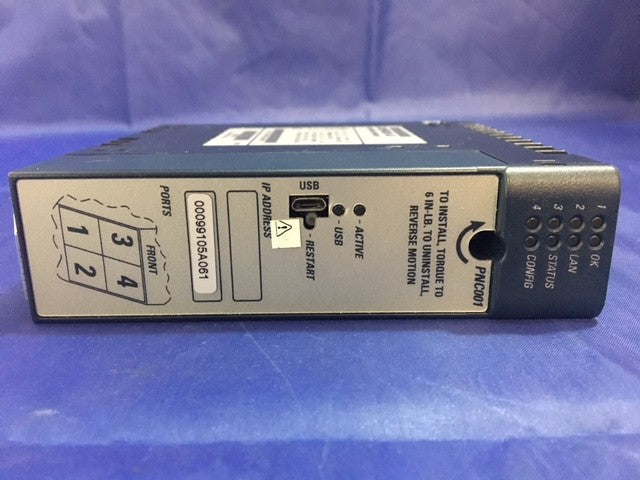 1 OK
2 LAN
3 STATUS
4 CONFIG
PNC001
TO INSTALL, TORQUE TO
6 IN-LB. TO UNINSTALL,
REVERSE MOTION
USB
- ACTIVE
- USB
- RESTART
IP ADDRESS
00099105A061
PORTS
FRONT
3
4
1
2